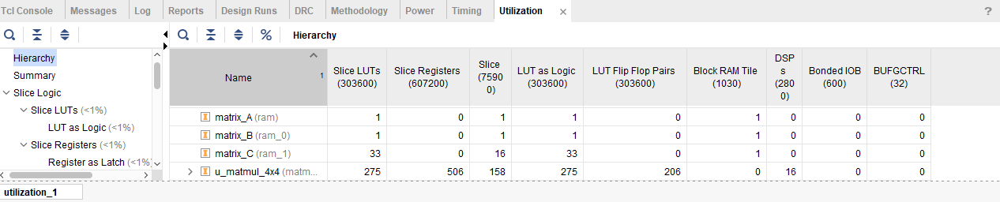 Tcl Console Messages Log Reports Design Runs DRC Methodology Power Timing Utilization × ?
Hierarchy
Hierarchy
Summary
Slice Logic
Slice LUTs (<1%)
LUT as Logic (<1%)
Slice Registers (<1%)
Register as Latch (<1%
Name 1 Slice LUTs (303600) Slice Registers (607200) Slice (75900) LUT as Logic (303600) LUT Flip Flop Pairs (303600) Block RAM Tile (1030) DSPs (2800) Bonded IOB (600) BUFGCTRL (32)
matrix_A (ram) 1 0 1 1 0 1 0 0 0
matrix_B (ram_0) 1 0 1 1 0 1 0 0 0
matrix_C (ram_1) 33 0 16 33 0 1 0 0 0
u_matmul_4x4 (matm... 275 506 158 275 206 0 16 0 0
utilization_1